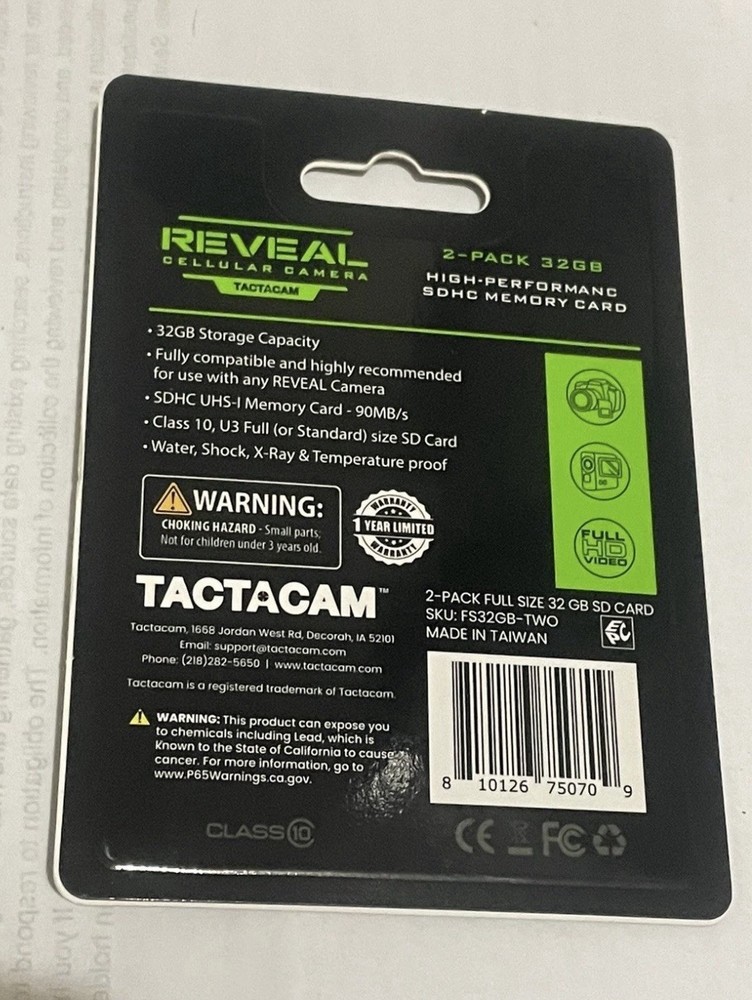 REVEAL
CELLULAR CAMERA
TACTACAM
2-PACK 32GB
HIGH-PERFORMANC
SDHC MEMORY CARD
• 32GB Storage Capacity
• Fully compatible and highly recommended
for use with any REVEAL Camera
• SDHC UHS-I Memory Card - 90MB/s
• Class 10, U3 Full (or Standard) size SD Card
• Water, Shock, X-Ray & Temperature proof
FULL
HD
VIDEO
WARNING:
CHOKING HAZARD - Small parts;
Not for children under 3 years old.
WARRANTY
1 YEAR LIMITED
WARRANTY
TACTACAM™
Tactacam, 1668 Jordan West Rd, Decorah, IA 52101
Email: support@tactacam.com
Phone: (218)282-5650 | www.tactacam.com
Tactacam is a registered trademark of Tactacam.
WARNING: This product can expose you
to chemicals including Lead, which is
known to the State of California to cause
cancer. For more information, go to
www.P65Warnings.ca.gov.
2-PACK FULL SIZE 32 GB SD CARD
SKU: FS32GB-TWO
MADE IN TAIWAN
8 10126 75070 9
CLASS 10
CE FC